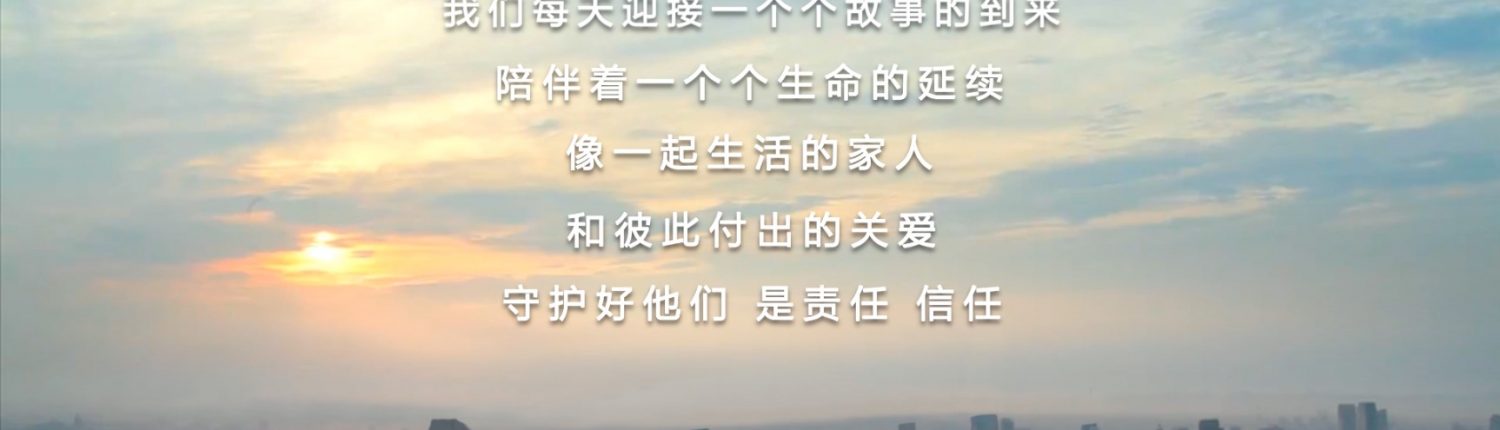 我们每天迎接一个个故事的到来
陪伴着一个个生命的延续
像一起生活的家人
和彼此付出的关爱
守护好他们 是责任 信任